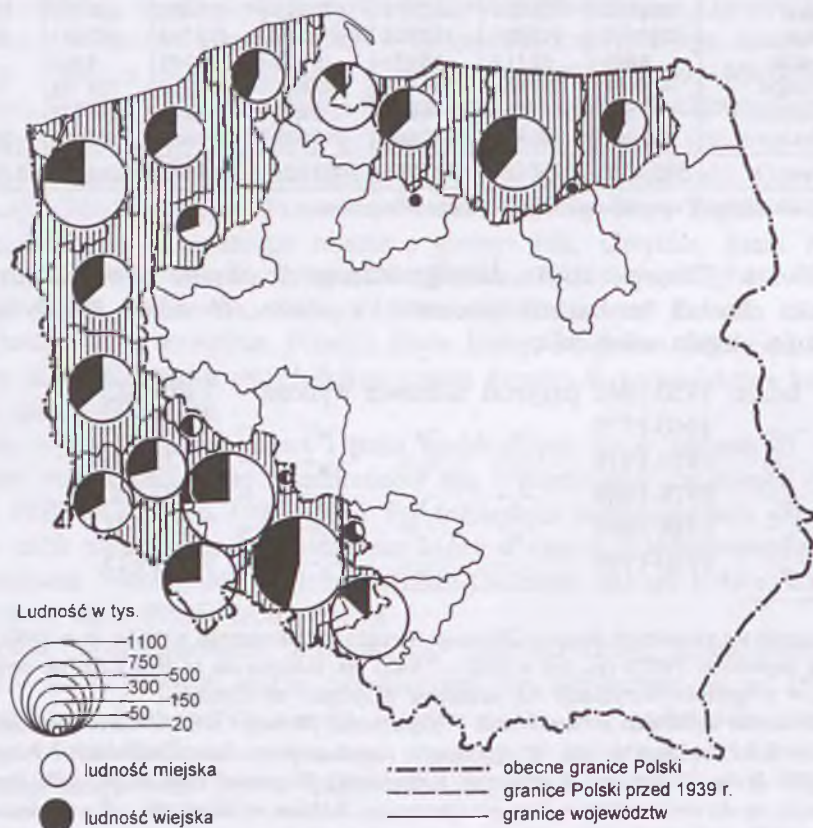 Ludność w tys.
1100
750
500
300
150
50
20
ludność miejska
ludność wiejska
obecne granice Polski
granice Polski przed 1939 r.
granice województw